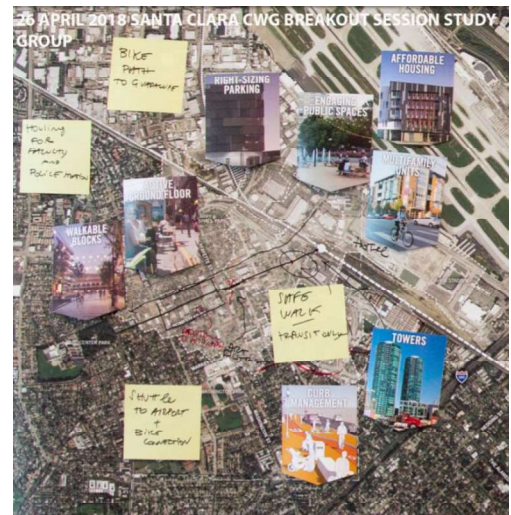 26 APRIL 2018 SANTA CLARA CWG BREAKOUT SESSION STUDY
GROUP
BIKE
PATH
TO GUADALUPE
RIGHT-SIZING
PARKING
ENGAGING
PUBLIC SPACES
AFFORDABLE
HOUSING
HOUSING
FOR
FACULTY
AND
ACTIVE
GROUND FLOOR
MULTIFAMILY
UNITS
WALKABLE
BLOCKS
SAFE
WALK
TRANSIT ONLY
TOWERS
CENTER PARK
SHUTTLE
TO AIRPORT
+
BIKE
CONNECTION
CURB
MANAGEMENT